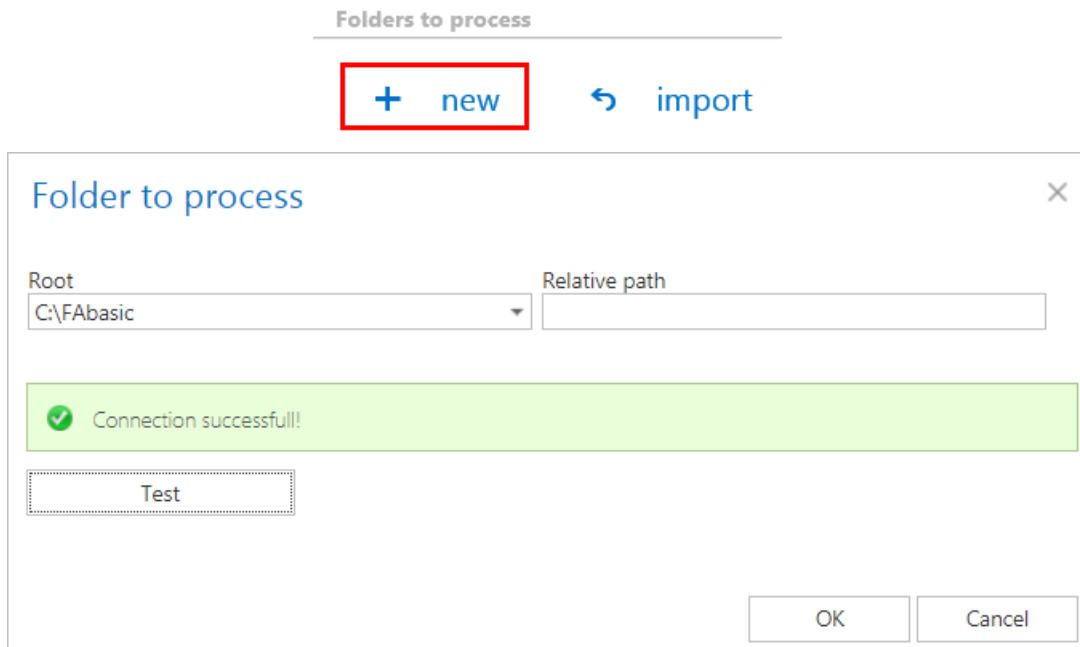 Folders to process
+ new import
Folder to process
Root Relative path
C:\FAbasic
Connection successfull!
Test
OK Cancel